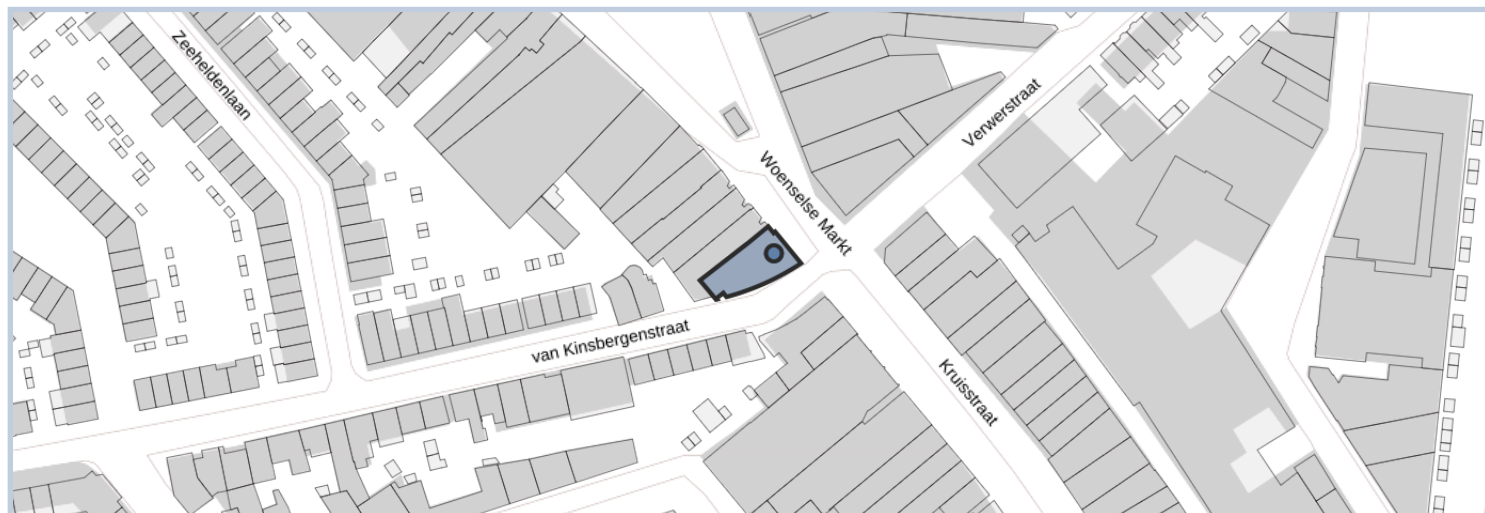 Zeeheldenlaan
Verwerstraat
Woenselse Markt
van Kinsbergenstraat
Kruisstraat